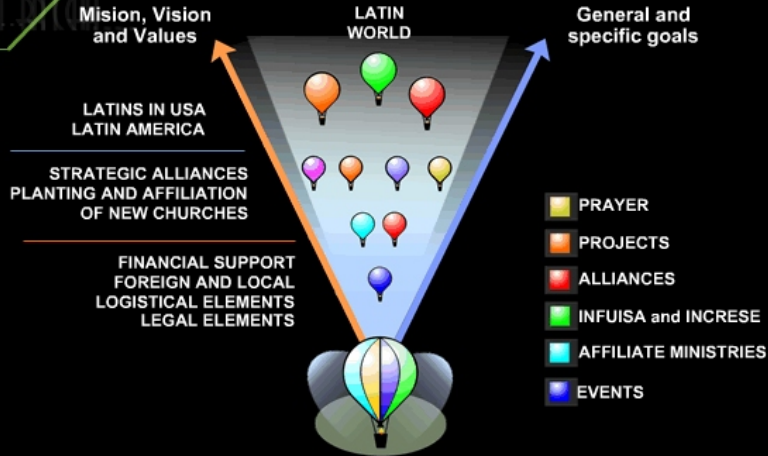 Mision, Vision
and Values
LATIN
WORLD
General and
specific goals
LATINS IN USA
LATIN AMERICA
STRATEGIC ALLIANCES
PLANTING AND AFFILIATION
OF NEW CHURCHES
FINANCIAL SUPPORT
FOREIGN AND LOCAL
LOGISTICAL ELEMENTS
LEGAL ELEMENTS
PRAYER
PROJECTS
ALLIANCES
INFUISA and INCRESE
AFFILIATE MINISTRIES
EVENTS